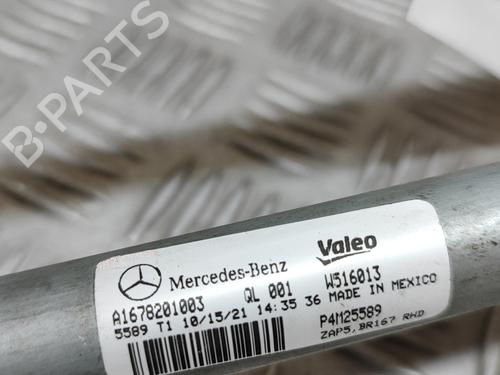 B-PARTS
Mercedes-Benz Valeo
A1678201003 QL 001 W516013
5589 T1 10/15/21 14:35 36 MADE IN MEXICO
P4M25589
ZAP5,BR167 RHD